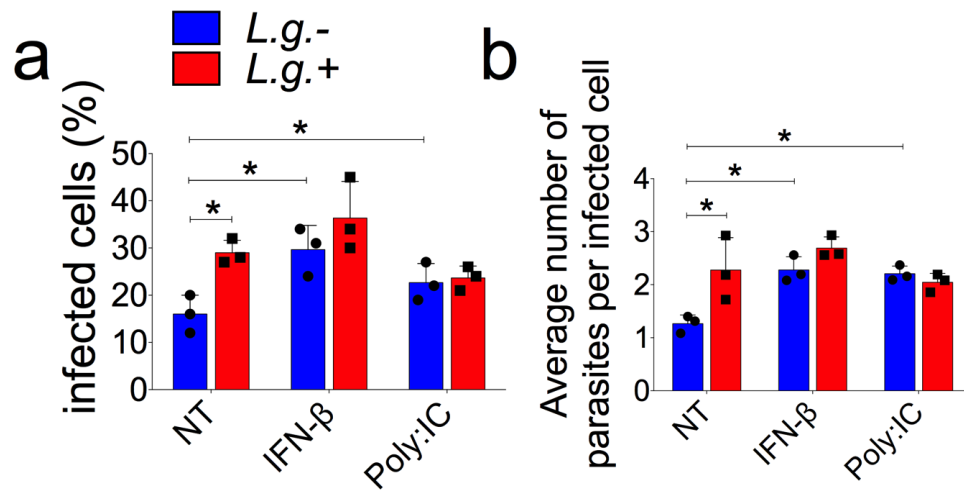 a
L.g.-
L.g.+
infected cells (%)
50
40
30
20
10
0
*
*
*
NT
IFN-β
Poly:IC
b
Average number of
parasites per infected cell
4
3
2
1
0
*
*
*
NT
IFN-β
Poly:IC